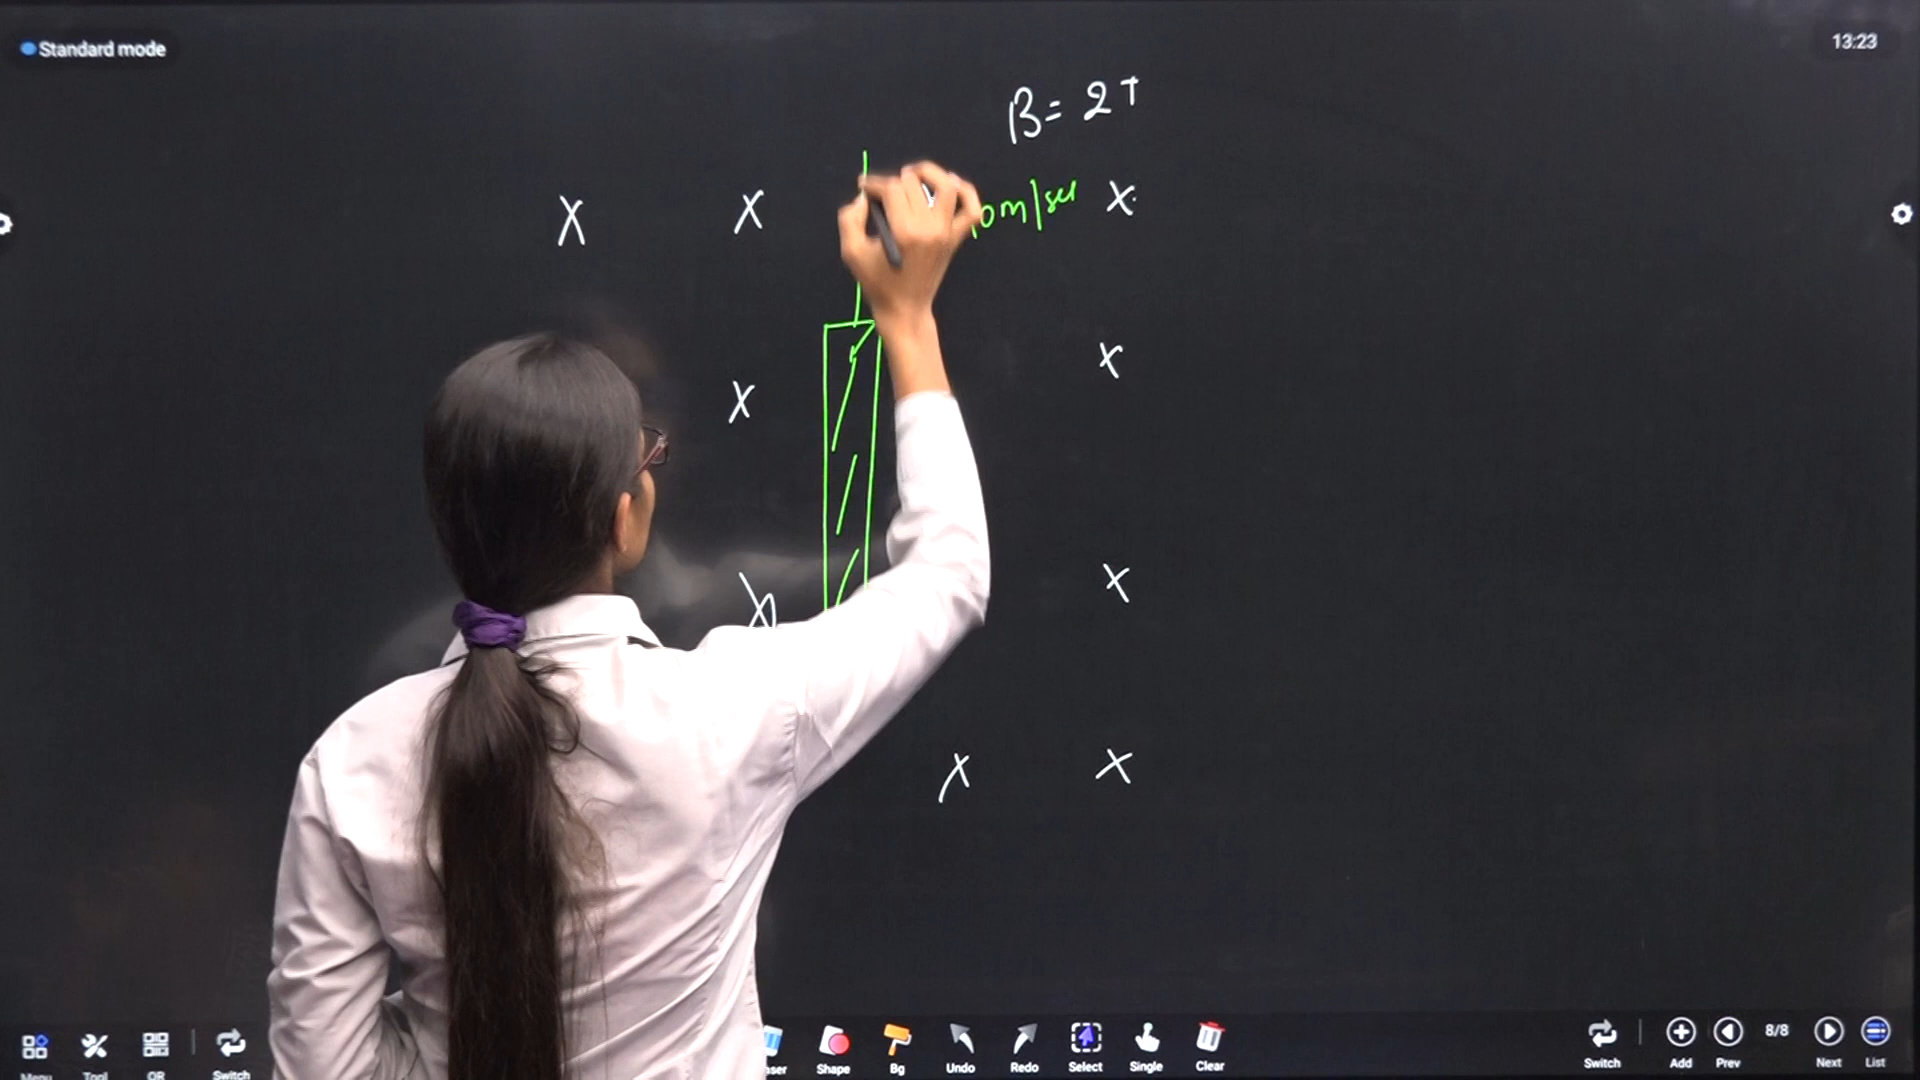 Standard mode
13:23
B = 2T
X X 10m/sec X
X X
X X
X X
Menu Tool QR Switch Shape Bg Undo Redo Select Single Clear Switch Add Prev 8/8 Next List